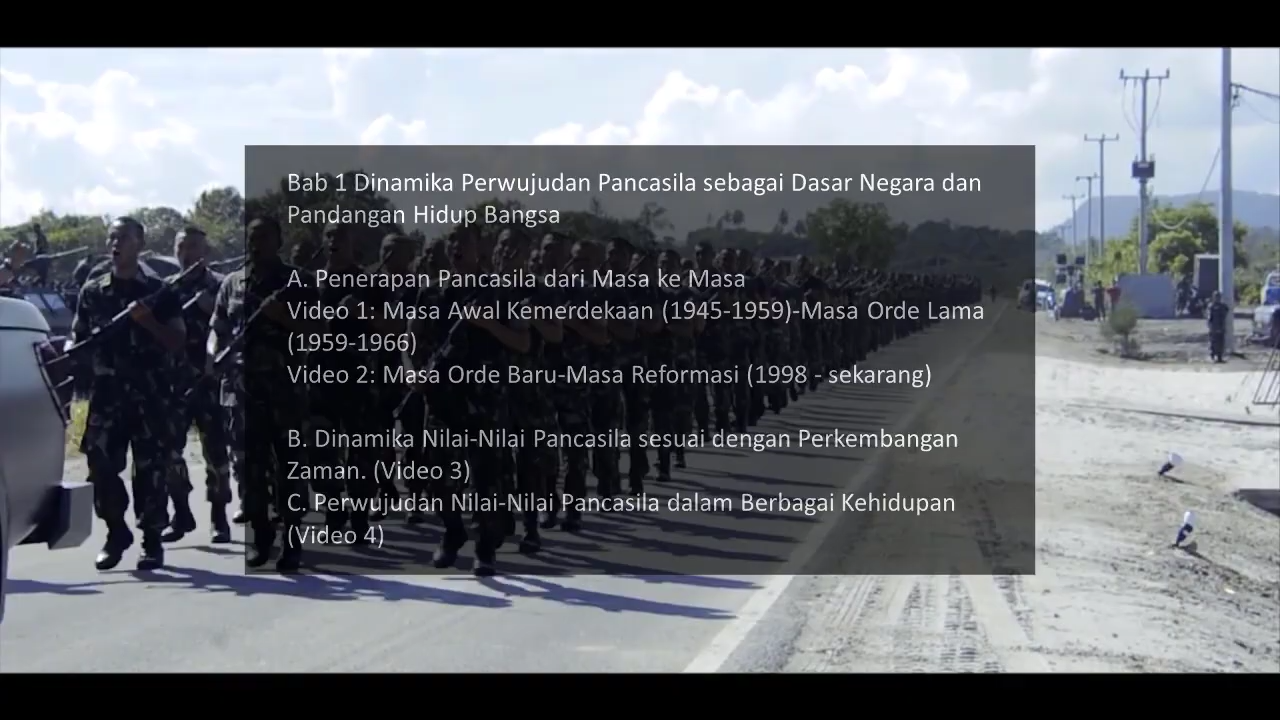 Bab 1 Dinamika Perwujudan Pancasila sebagai Dasar Negara dan
Pandangan Hidup Bangsa
A. Penerapan Pancasila dari Masa ke Masa
Video 1: Masa Awal Kemerdekaan (1945-1959)-Masa Orde Lama
(1959-1966)
Video 2: Masa Orde Baru-Masa Reformasi (1998 - sekarang)
B. Dinamika Nilai-Nilai Pancasila sesuai dengan Perkembangan
Zaman. (Video 3)
C. Perwujudan Nilai-Nilai Pancasila dalam Berbagai Kehidupan
(Video 4)